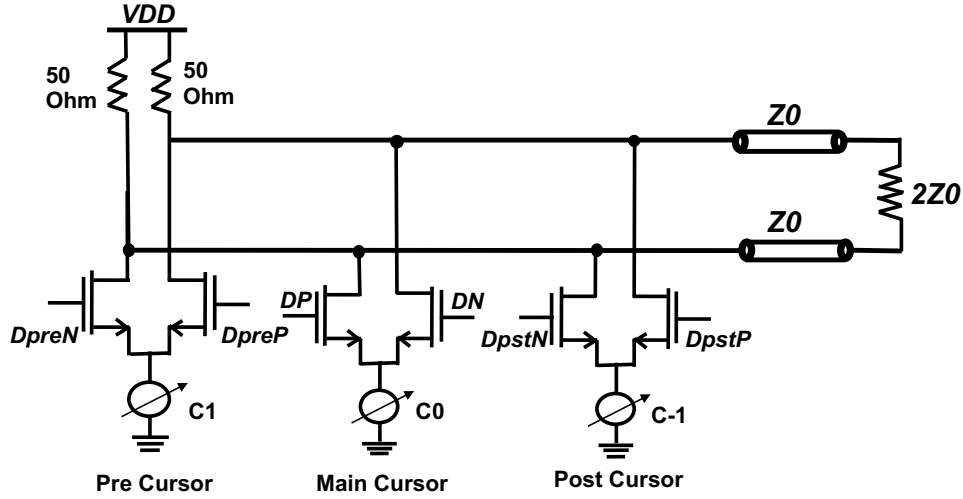 VDD
50
Ohm
50
Ohm
Z0
2Z0
Z0
DpreN
DpreP
DP
DN
DpstN
DpstP
C1
C0
C-1
Pre Cursor
Main Cursor
Post Cursor